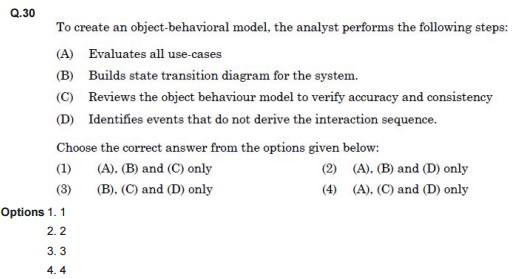 Q.30
To create an object-behavioral model, the analyst performs the following steps:
(A) Evaluates all use-cases
(B) Builds state transition diagram for the system.
(C) Reviews the object behaviour model to verify accuracy and consistency
(D) Identifies events that do not derive the interaction sequence.
Choose the correct answer from the options given below:
(1) (A), (B) and (C) only (2) (A), (B) and (D) only
(3) (B), (C) and (D) only (4) (A), (C) and (D) only
Options 1. 1
2. 2
3. 3
4. 4